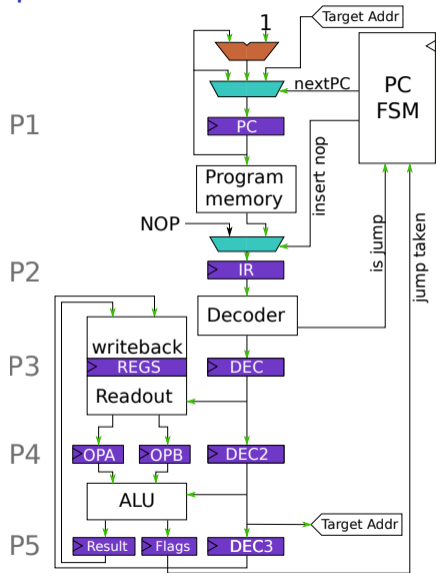 1
Target Addr
nextPC
PC
FSM
P1
PC
Program
memory
insert nop
NOP
is jump
jump taken
P2
IR
Decoder
writeback
P3
REGS
DEC
Readout
P4
OPA
OPB
DEC2
ALU
Target Addr
P5
Result
Flags
DEC3